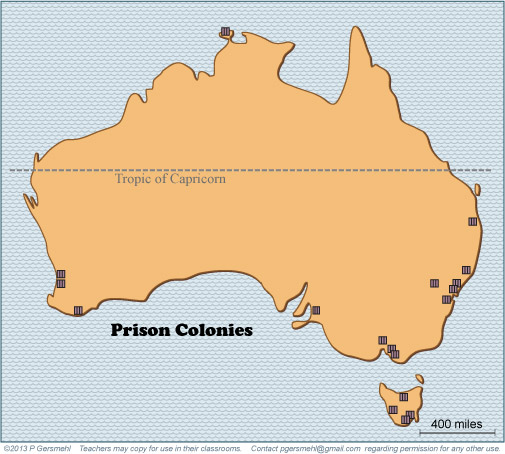 Tropic of Capricorn
Prison Colonies
400 miles
©2013 P Gersmehl Teachers may copy for use in their classrooms. Contact pgersmehl@gmail.com regarding permission for any other use.